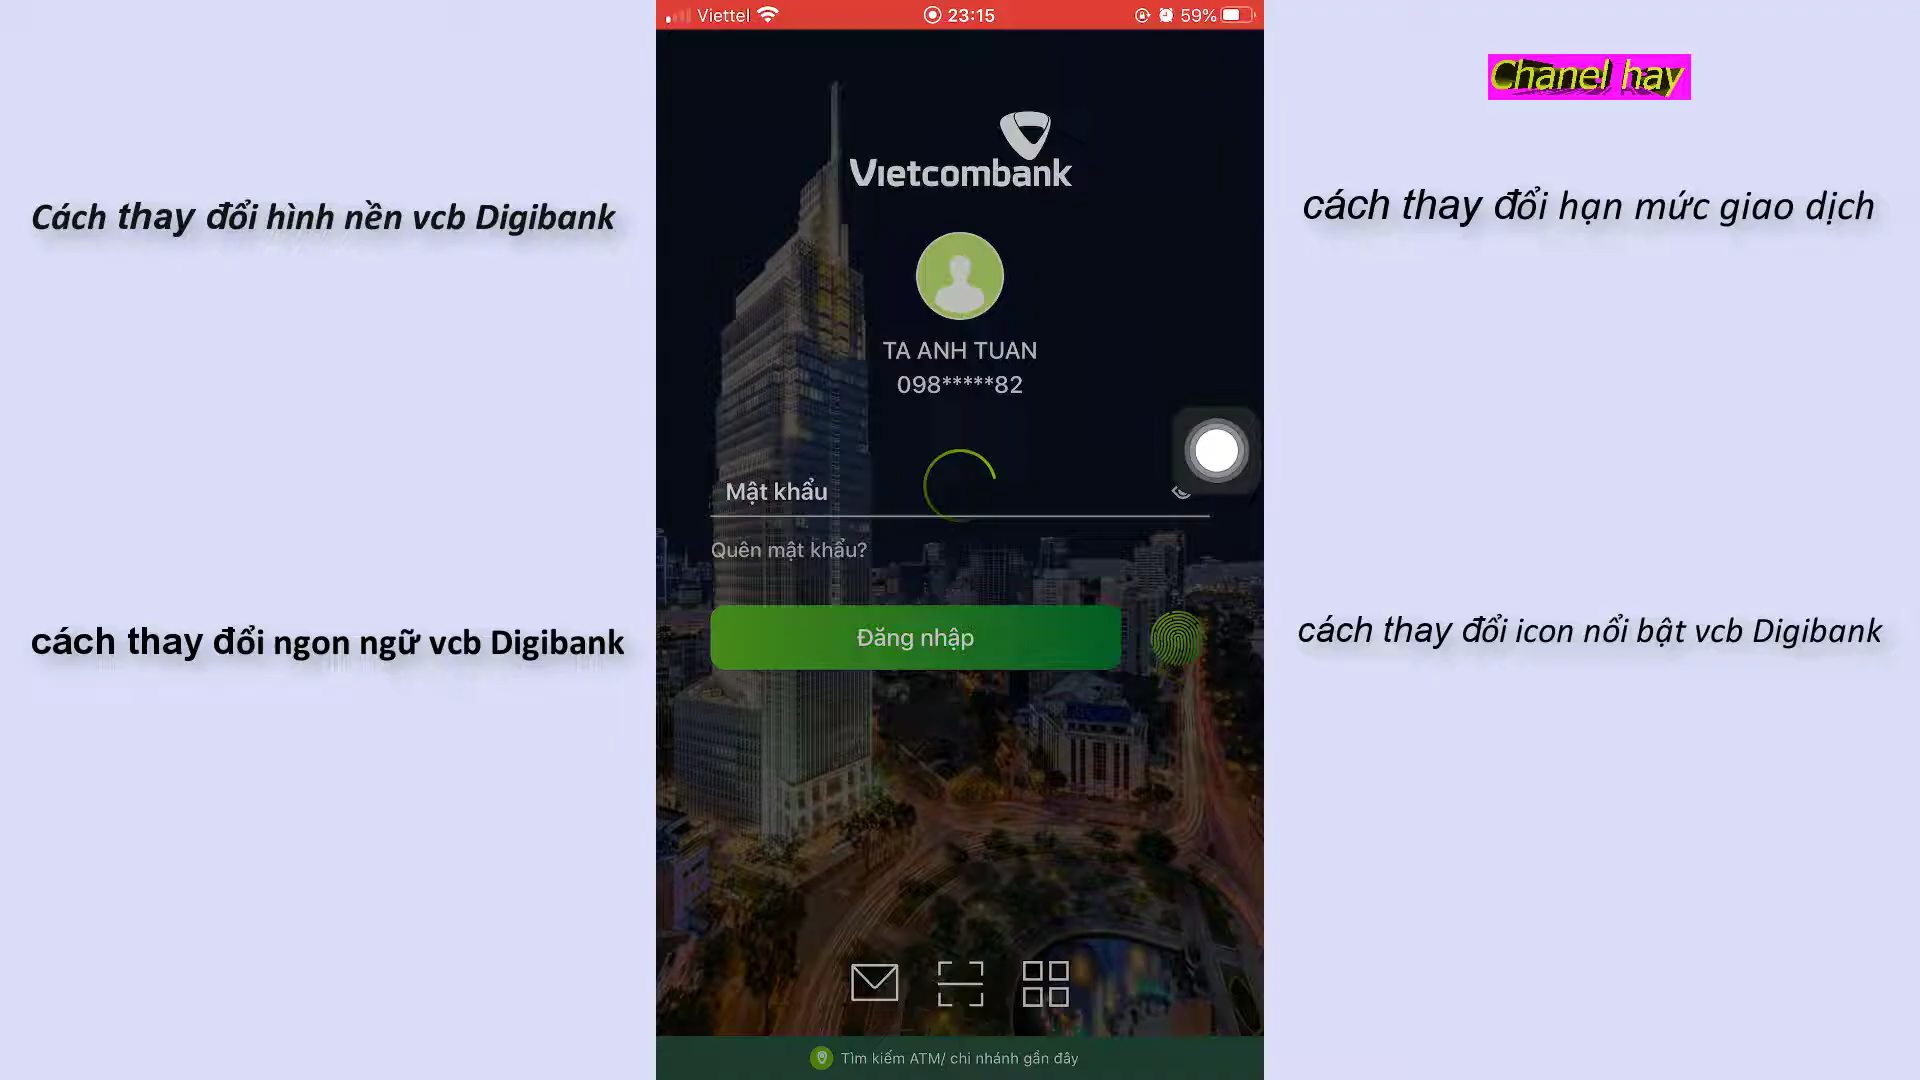 Viettel 23:15 59%
Chanel hay
Vietcombank
Cách thay đổi hình nền vcb Digibank
cách thay đổi hạn mức giao dịch
TA ANH TUAN
098*****82
Mật khẩu
Quên mật khẩu?
Đăng nhập
cách thay đổi ngon ngữ vcb Digibank
cách thay đổi icon nổi bật vcb Digibank
Tìm kiếm ATM/ chi nhánh gần đây